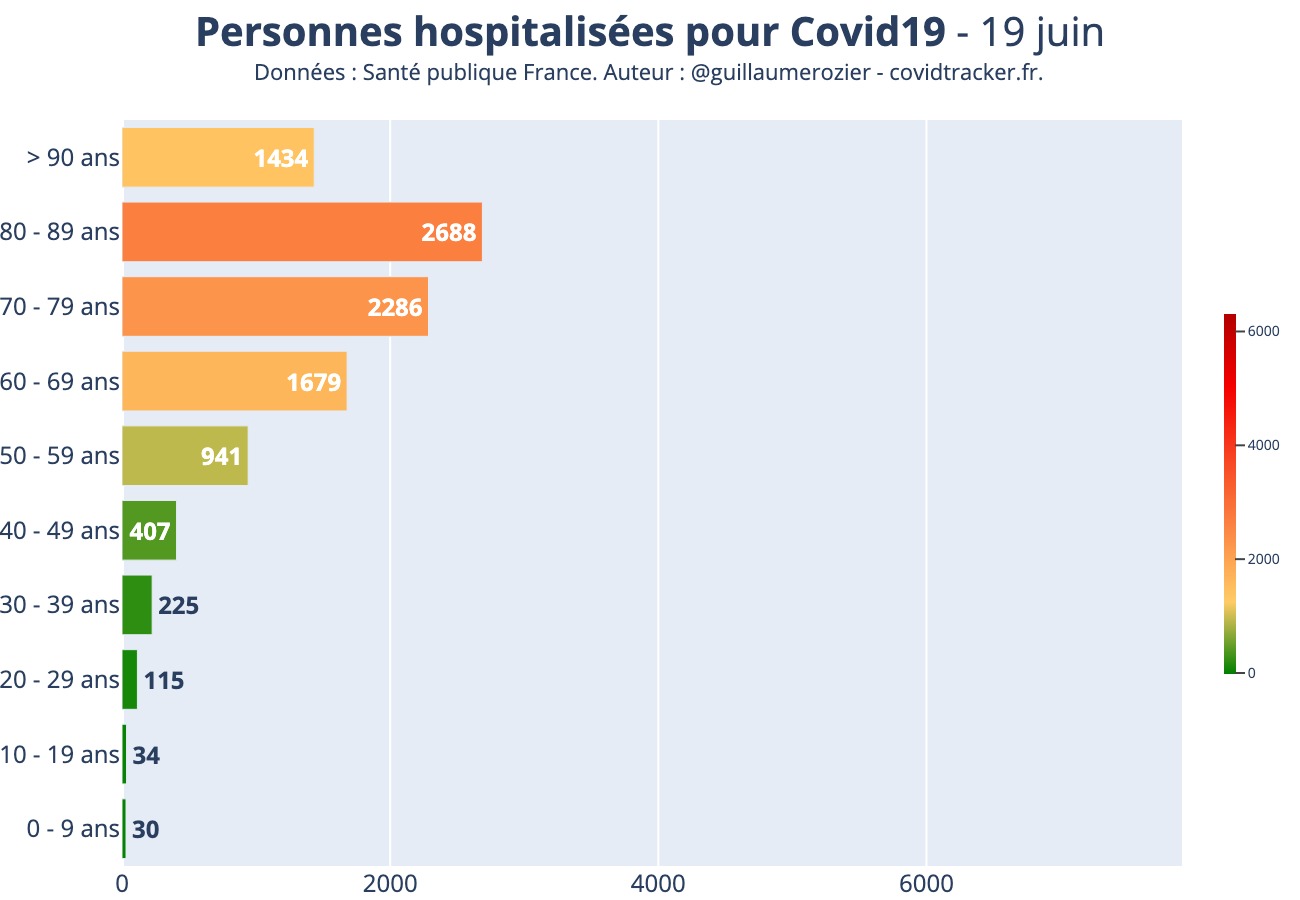 Personnes hospitalisées pour Covid19 - 19 juin
Données : Santé publique France. Auteur : @guillaumerozier - covidtracker.fr.
> 90 ans 1434
80 - 89 ans 2688
70 - 79 ans 2286
60 - 69 ans 1679
50 - 59 ans 941
40 - 49 ans 407
30 - 39 ans 225
20 - 29 ans 115
10 - 19 ans 34
0 - 9 ans 30
0 2000 4000 6000
6000
4000
2000
0